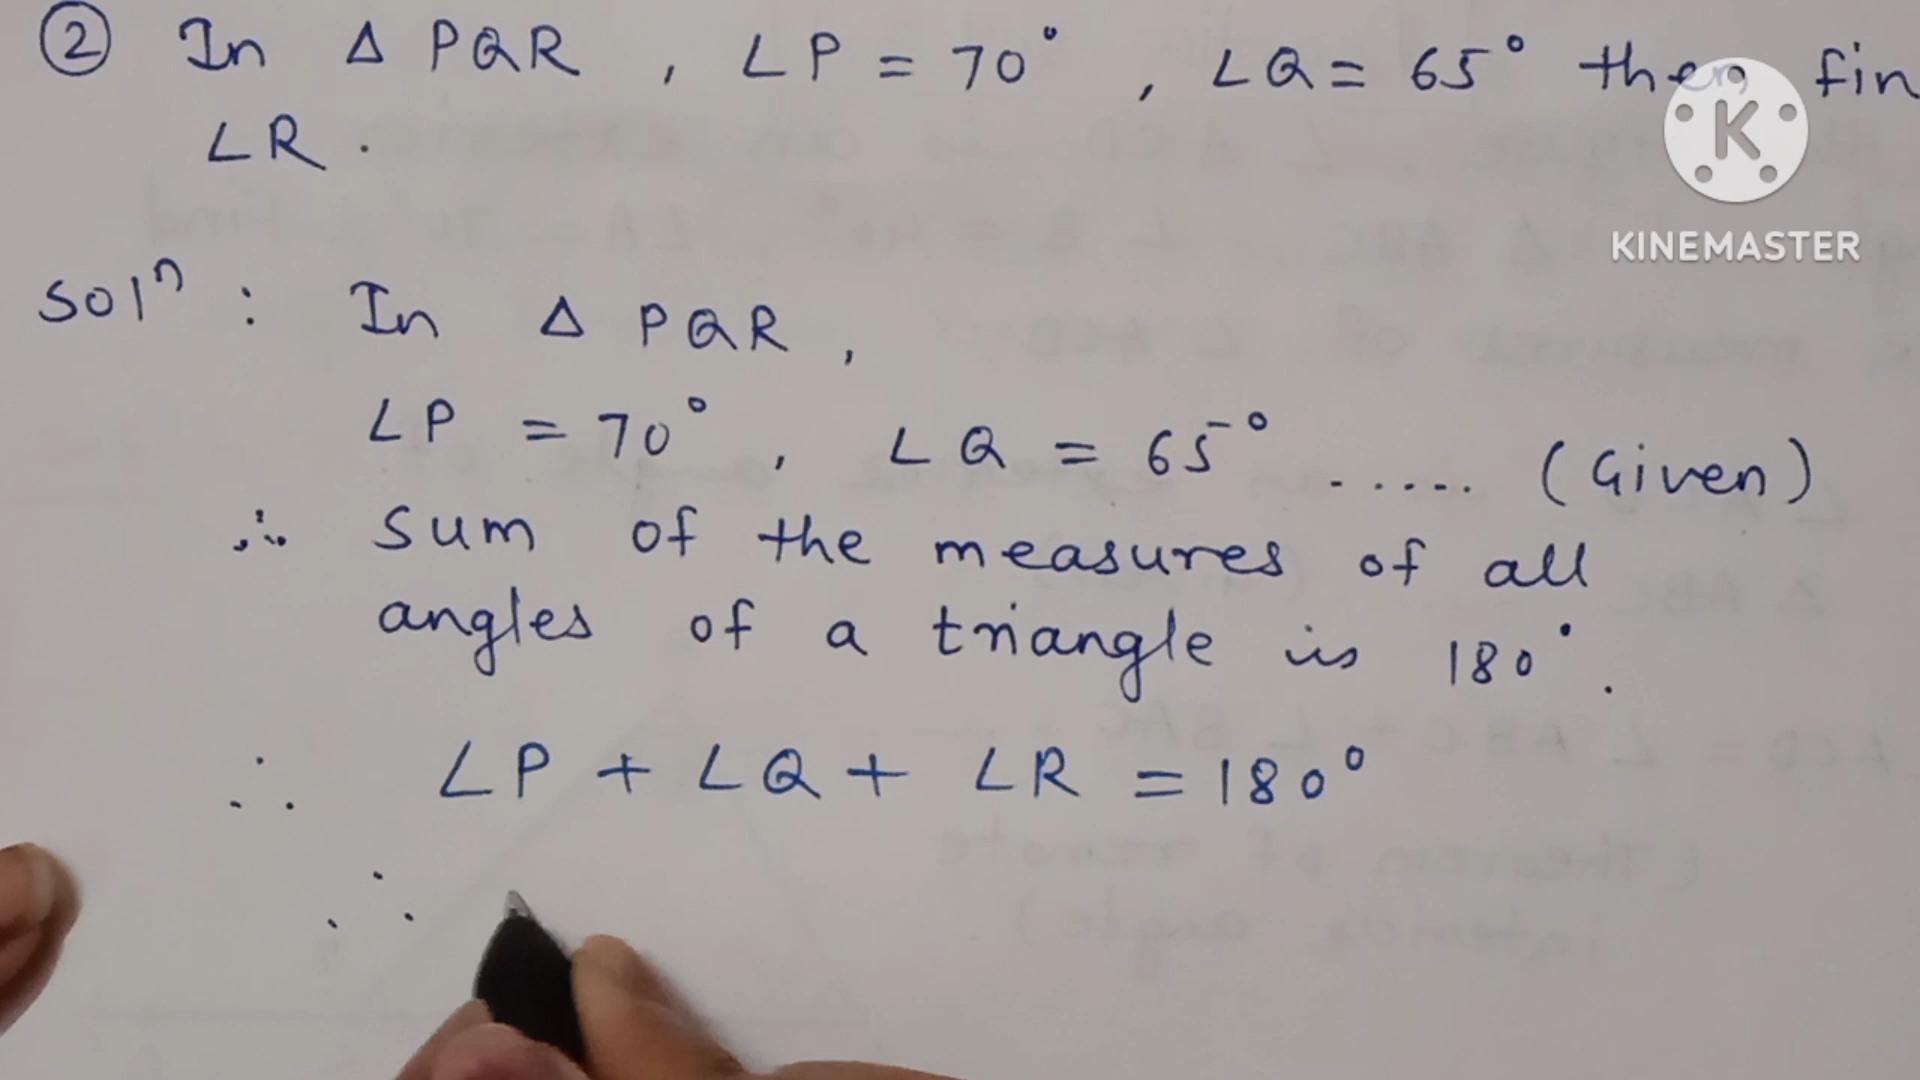 ② In Δ PQR, ∠P = 70°, ∠Q = 65° then fin
∠R.
K
KINEMASTER
Solⁿ : In Δ PQR,
∠P = 70°, ∠Q = 65° ...... (Given)
∴ Sum of the measures of all
angles of a triangle is 180°.
∴ ∠P + ∠Q + ∠R = 180°
∴